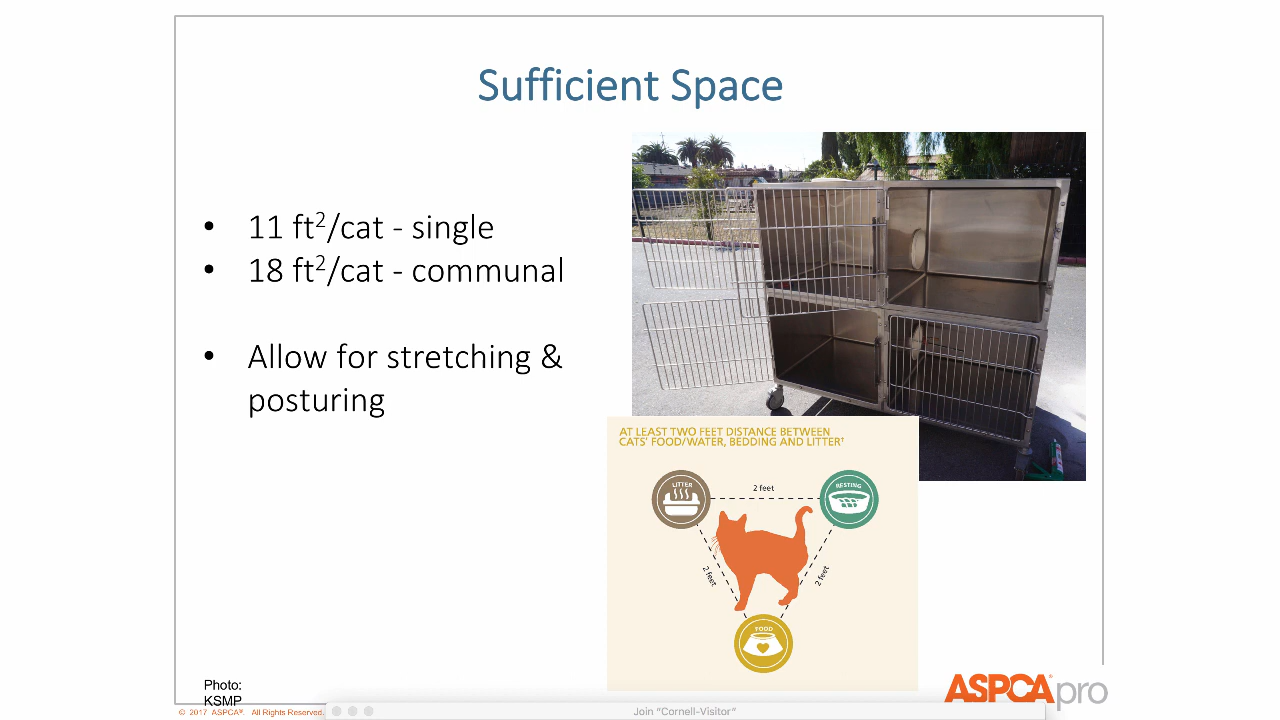 Sufficient Space
• 11 ft²/cat - single
• 18 ft²/cat - communal
• Allow for stretching &
posturing
AT LEAST TWO FEET DISTANCE BETWEEN
CATS' FOOD/WATER, BEDDING AND LITTER†
LITTER
2 feet
RESTING
2 feet
2 feet
FOOD
Photo:
KSMP
© 2017 ASPCA®. All Rights Reserved.
Join “Cornell-Visitor”
ASPCA® pro